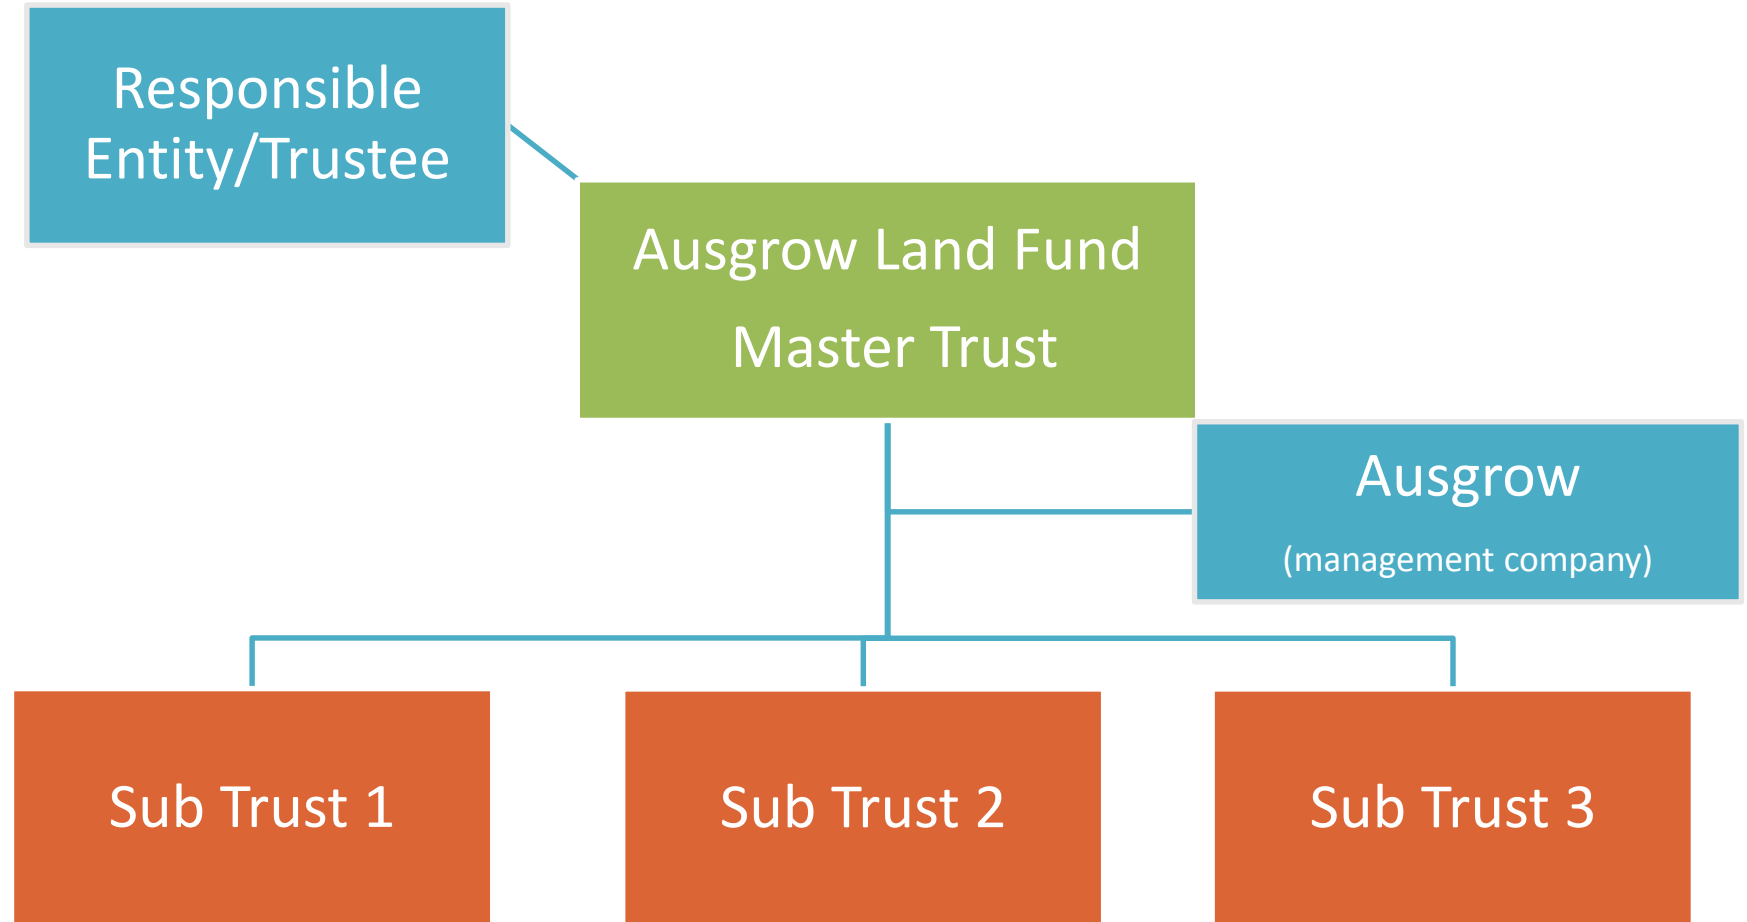 Responsible
Entity/Trustee
Ausgrow Land Fund
Master Trust
Ausgrow
(management company)
Sub Trust 1
Sub Trust 2
Sub Trust 3